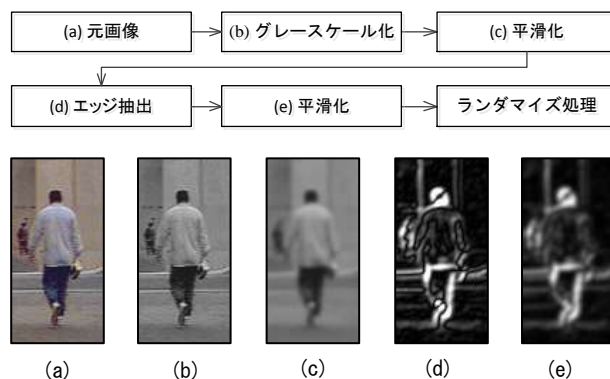 (a) 元画像
(b) グレースケール化
(c) 平滑化
(d) エッジ抽出
(e) 平滑化
ランダマイズ処理
(a)
(b)
(c)
(d)
(e)